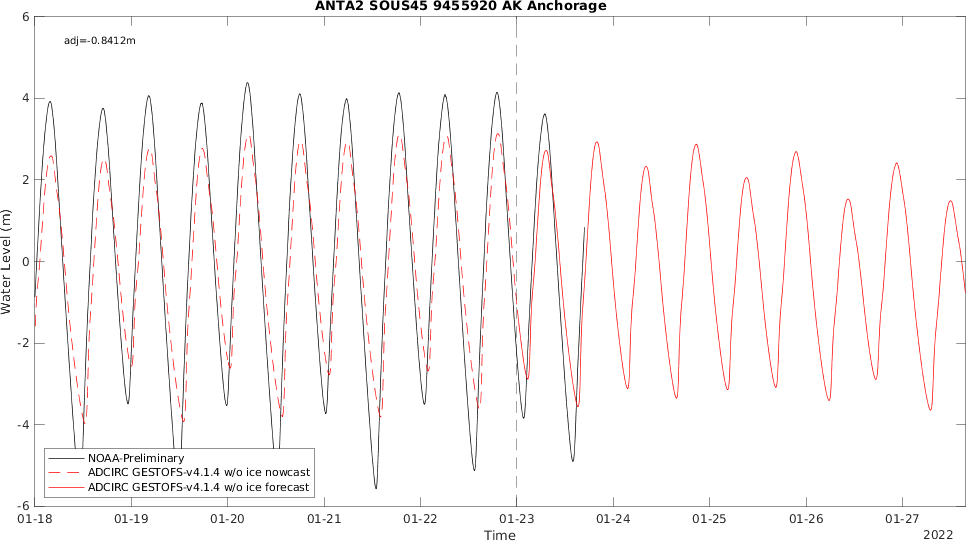 ANTA2 SOUS45 9455920 AK Anchorage
adj=-0.8412m
6
4
2
0
-2
-4
-6
Water Level (m)
NOAA-Preliminary
ADCIRC GESTOFS-v4.1.4 w/o ice nowcast
ADCIRC GESTOFS-v4.1.4 w/o ice forecast
01-18 01-19 01-20 01-21 01-22 01-23 01-24 01-25 01-26 01-27
Time
2022